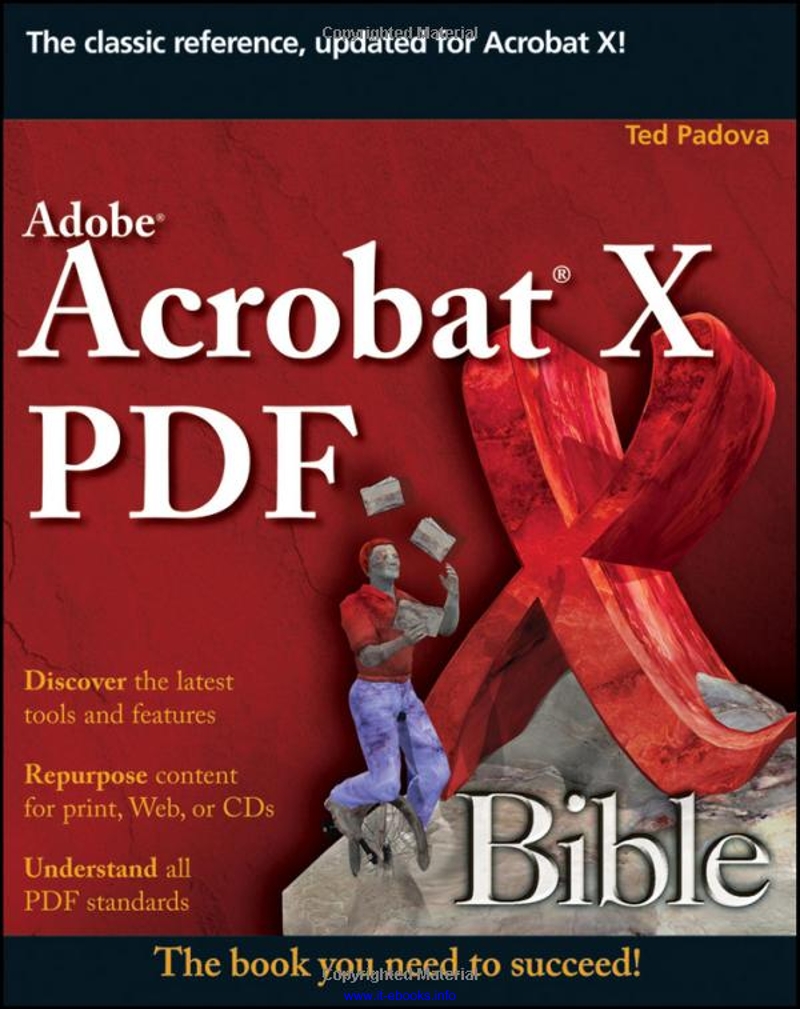 Copyrighted Material
The classic reference, updated for Acrobat X!
Ted Padova
Adobe®
Acrobat® X
PDF
Discover the latest
tools and features
Repurpose content
for print, Web, or CDs
Understand all
PDF standards
Bible
The book you need to succeed!
Copyrighted Material
www.it-ebooks.info